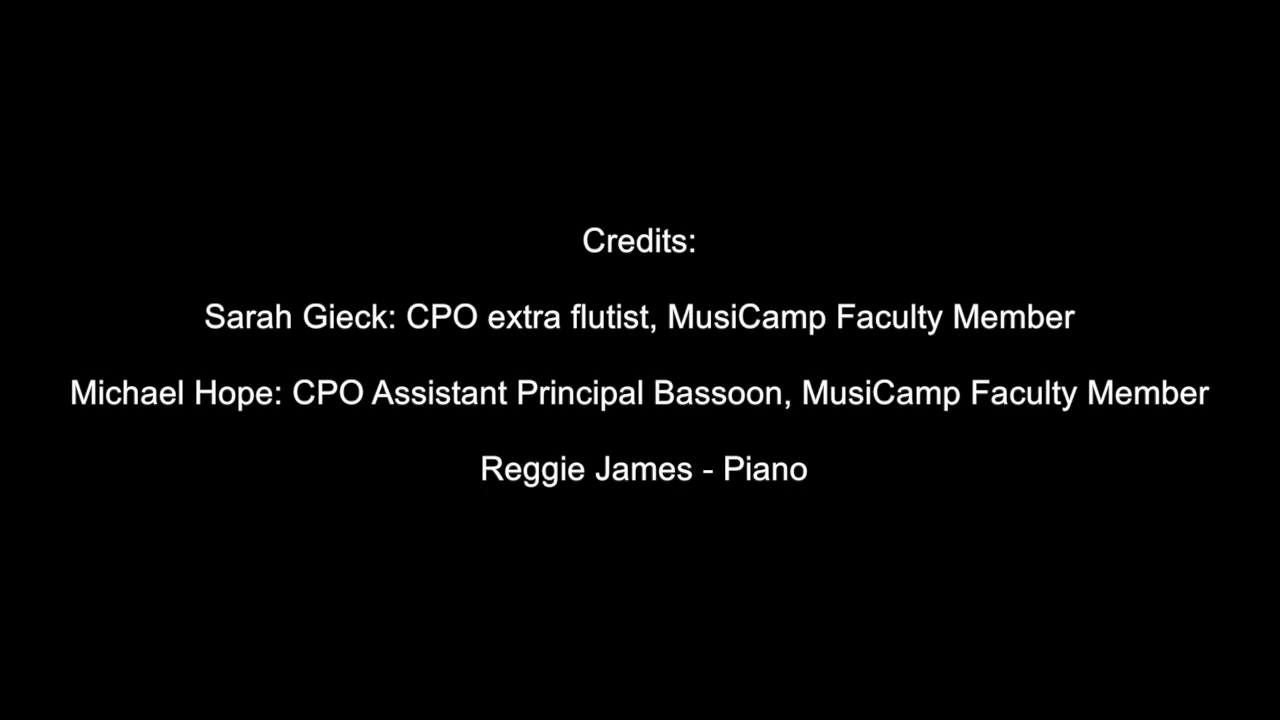 Credits:
Sarah Gieck: CPO extra flutist, MusiCamp Faculty Member
Michael Hope: CPO Assistant Principal Bassoon, MusiCamp Faculty Member
Reggie James - Piano